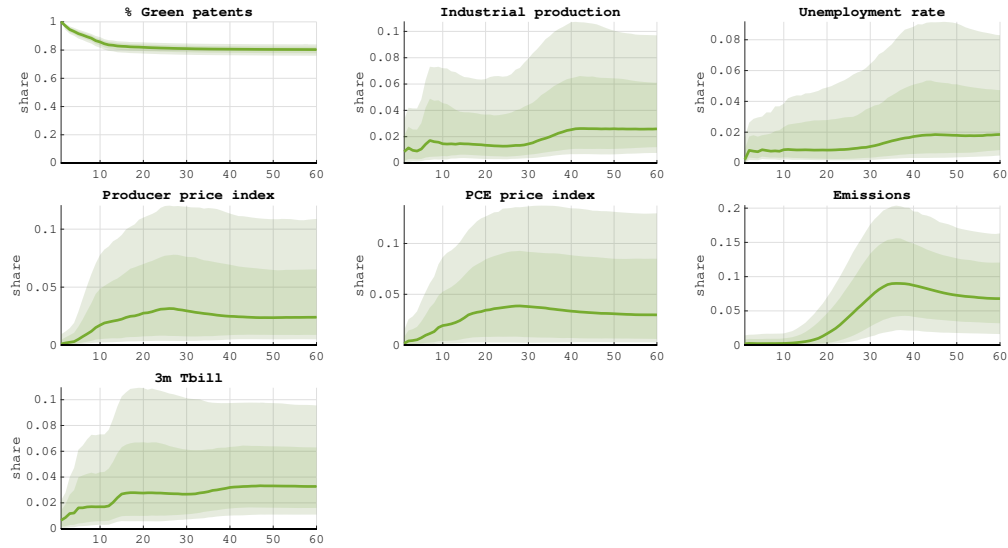 % Green patents
share
1
0.8
0.6
0.4
0.2
0
10 20 30 40 50 60
Industrial production
share
0.1
0.08
0.06
0.04
0.02
0
10 20 30 40 50 60
Unemployment rate
share
0.08
0.06
0.04
0.02
0
10 20 30 40 50 60
Producer price index
share
0.1
0.05
0
10 20 30 40 50 60
PCE price index
share
0.1
0.05
0
10 20 30 40 50 60
Emissions
share
0.2
0.15
0.1
0.05
0
10 20 30 40 50 60
3m Tbill
share
0.1
0.08
0.06
0.04
0.02
0
10 20 30 40 50 60